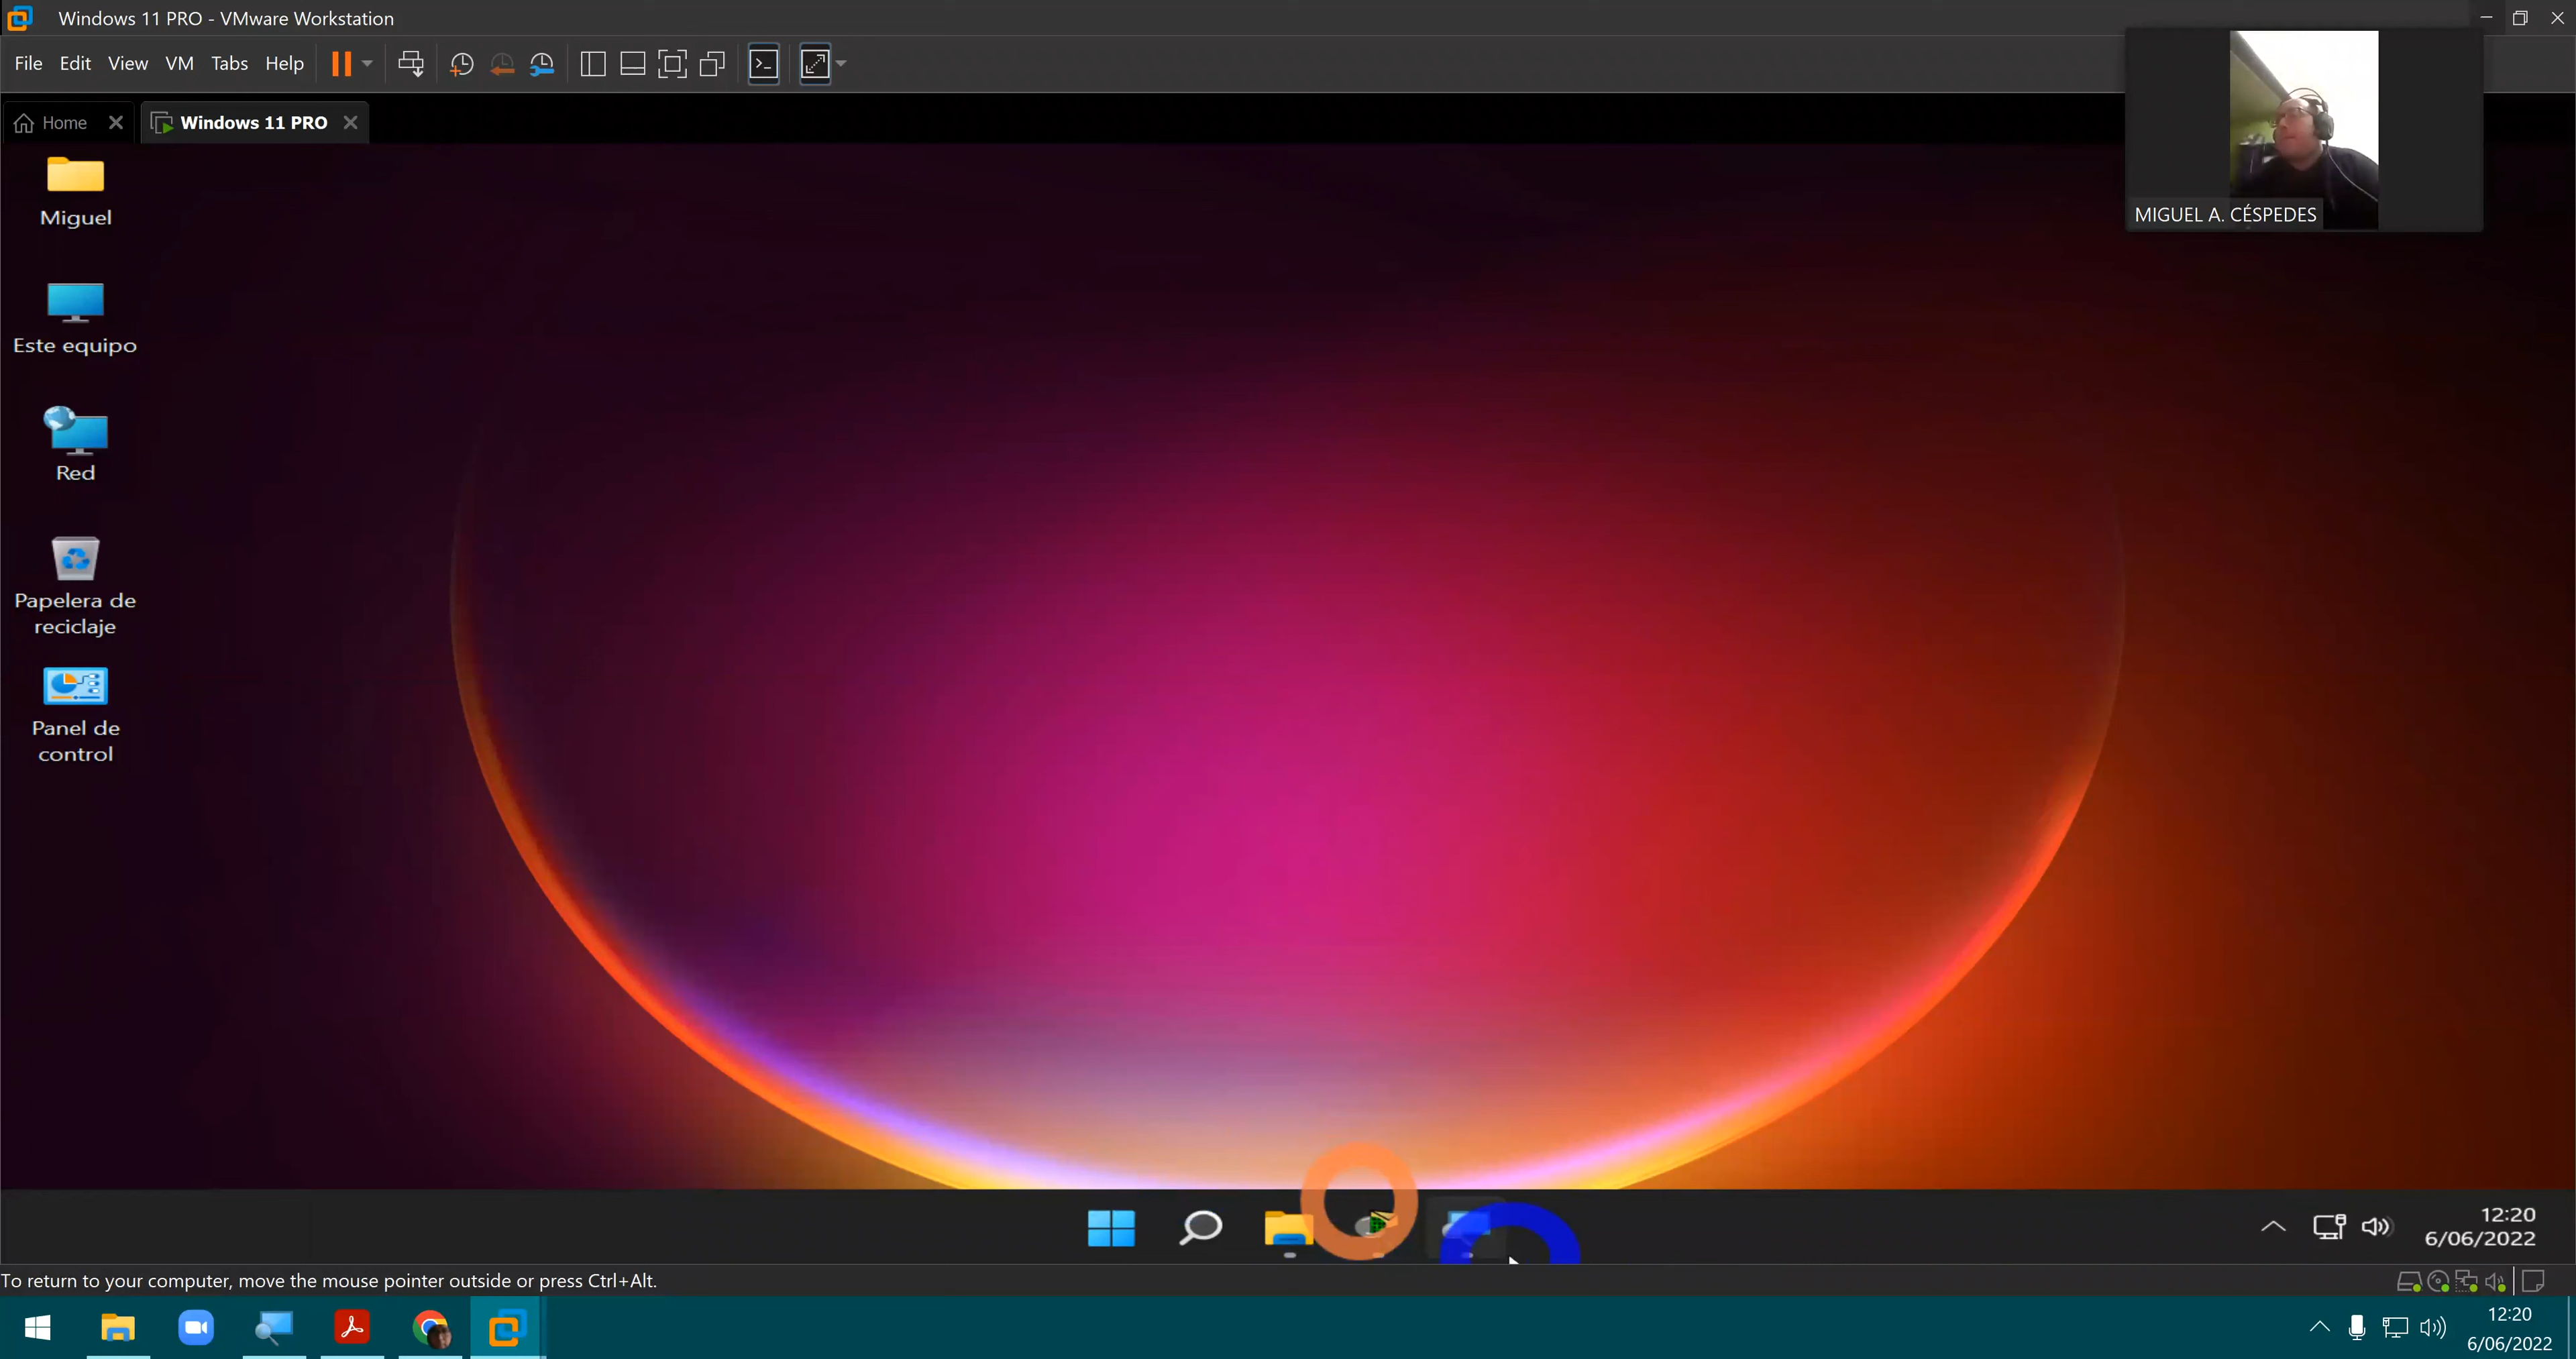 Windows 11 PRO - VMware Workstation
File Edit View VM Tabs Help
Home
Windows 11 PRO
MIGUEL A. CÉSPEDES
Miguel
Este equipo
Red
Papelera de
reciclaje
Panel de
control
12:20
6/06/2022
To return to your computer, move the mouse pointer outside or press Ctrl+Alt.
12:20
6/06/2022